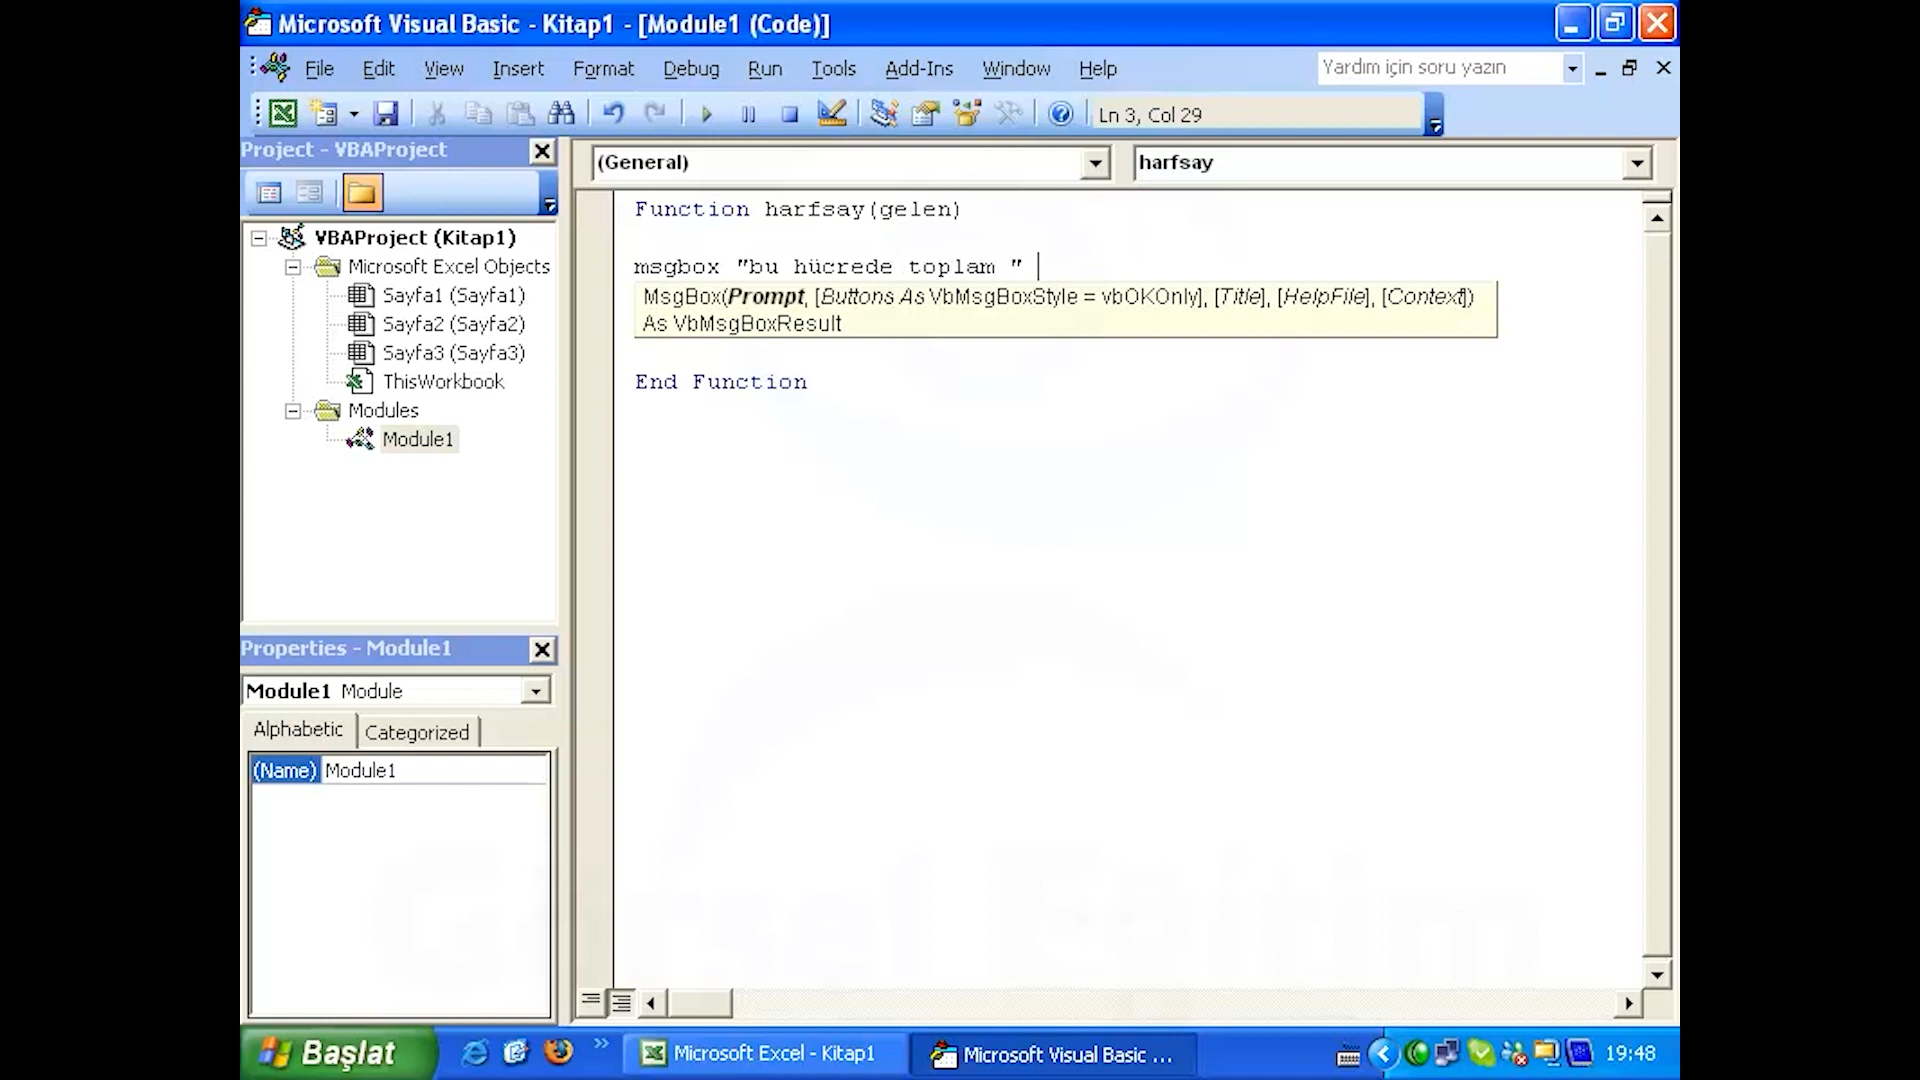 Microsoft Visual Basic - Kitap1 - [Module1 (Code)]
File Edit View Insert Format Debug Run Tools Add-Ins Window Help
Yardım için soru yazın
Ln 3, Col 29
Project - VBAProject
(General)
harfsay
VBAProject (Kitap1)
Microsoft Excel Objects
Sayfa1 (Sayfa1)
Sayfa2 (Sayfa2)
Sayfa3 (Sayfa3)
ThisWorkbook
Modules
Module1
Function harfsay(gelen)
msgbox "bu hücrede toplam "
MsgBox(Prompt, [Buttons As VbMsgBoxStyle = vbOKOnly], [Title], [HelpFile], [Context])
As VbMsgBoxResult
End Function
Properties - Module1
Module1 Module
Alphabetic
Categorized
(Name) Module1
Görsel Eğitim
Başlat
Microsoft Excel - Kitap1
Microsoft Visual Basic ...
19:48